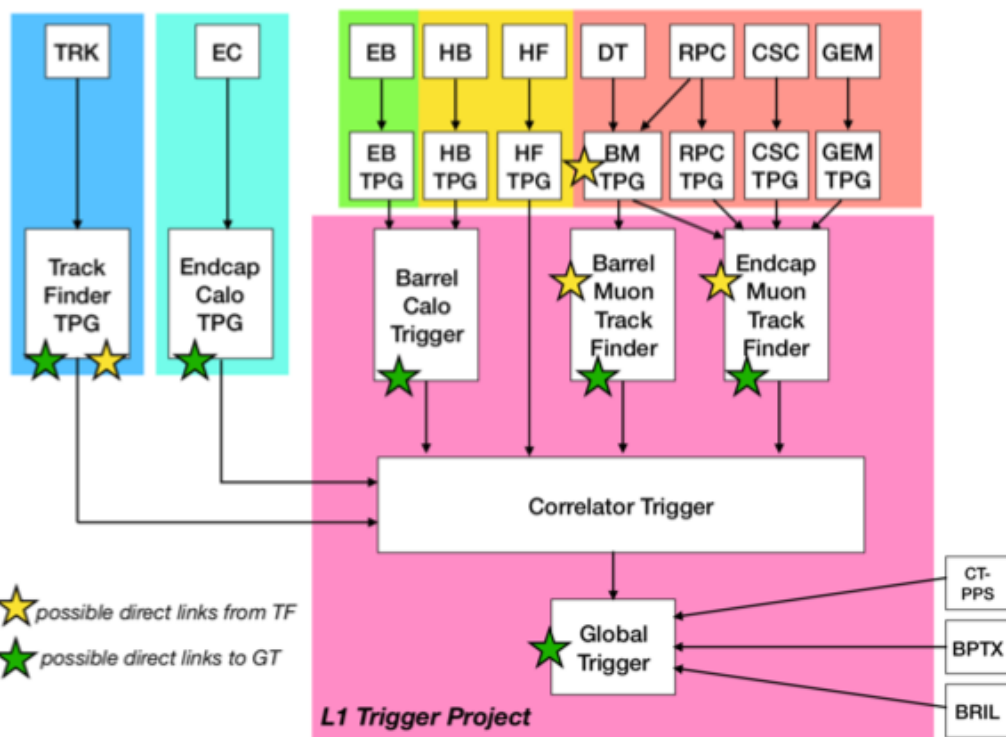 TRK
EC
EB
HB
HF
DT
RPC
CSC
GEM
EB
TPG
HB
TPG
HF
TPG
BM
TPG
RPC
TPG
CSC
TPG
GEM
TPG
Track
Finder
TPG
Endcap
Calo
TPG
Barrel
Calo
Trigger
Barrel
Muon
Track
Finder
Endcap
Muon
Track
Finder
Correlator Trigger
possible direct links from TF
possible direct links to GT
Global
Trigger
CT-
PPS
BPTX
BRIL
L1 Trigger Project